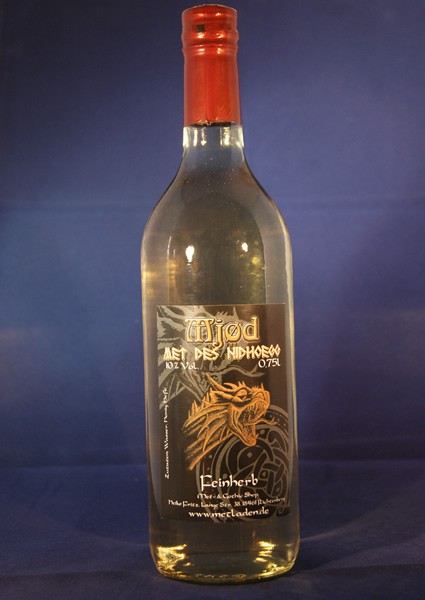 Mjød
MET DES NIDHOEGG
10% Vol. 0,75l
Feinherb
Met- & Gothic Shop
www.metladen.de